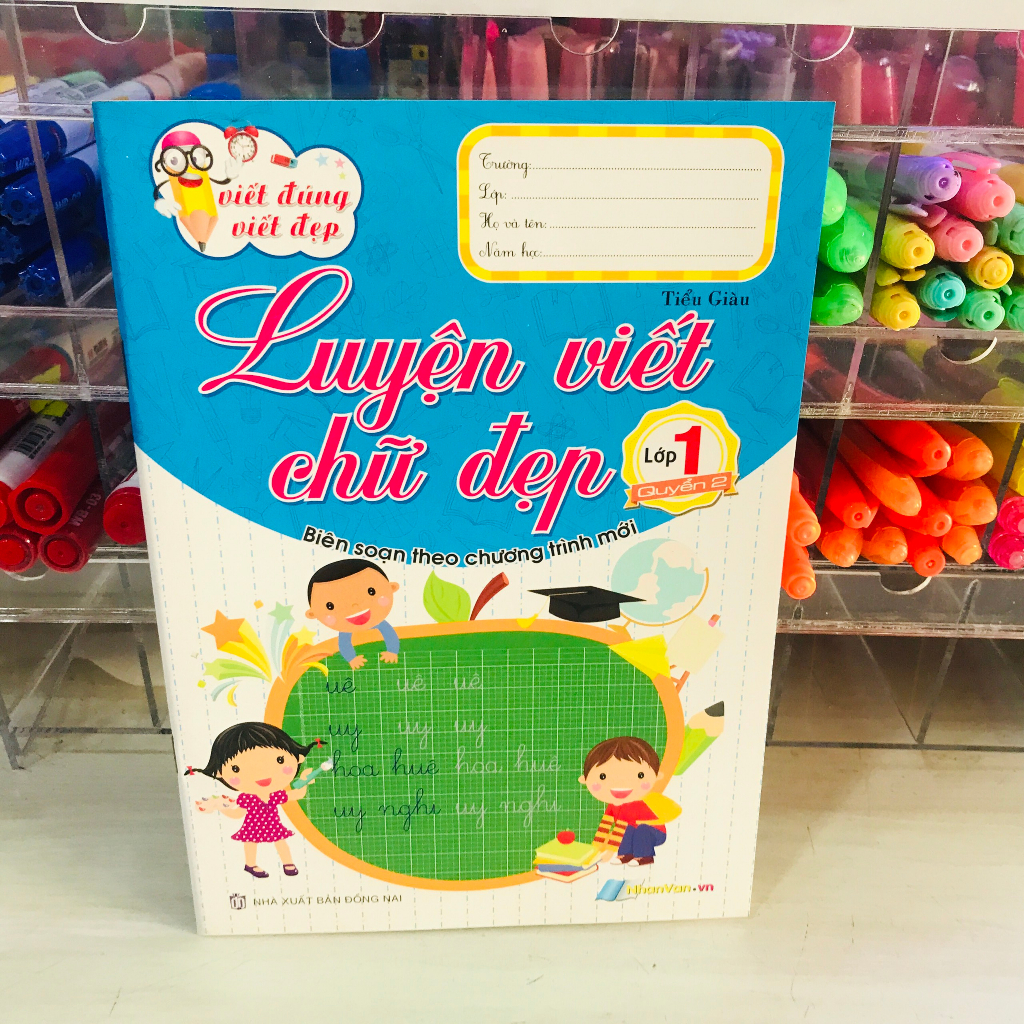 viết đúng
viết đẹp
Trường:
Lớp:
Họ và tên:
Năm học:
Tiểu Giàu
Luyện viết
chữ đẹp
Lớp 1
Quyển 2
Biên soạn theo chương trình mới
uê uê uê
uy uy uy
hoa huê hoa huê
uy nghi uy nghi
NHÀ XUẤT BẢN ĐỒNG NAI
NhanVan.vn